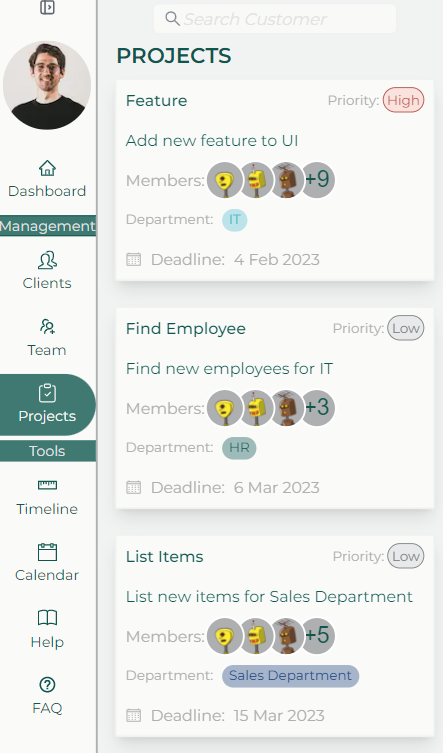 Search Customer
PROJECTS
Dashboard
Management
Clients
Team
Projects
Tools
Timeline
Calendar
Help
FAQ
Feature Priority: High
Add new feature to UI
Members: +9
Department: IT
Deadline: 4 Feb 2023
Find Employee Priority: Low
Find new employees for IT
Members: +3
Department: HR
Deadline: 6 Mar 2023
List Items Priority: Low
List new items for Sales Department
Members: +5
Department: Sales Department
Deadline: 15 Mar 2023